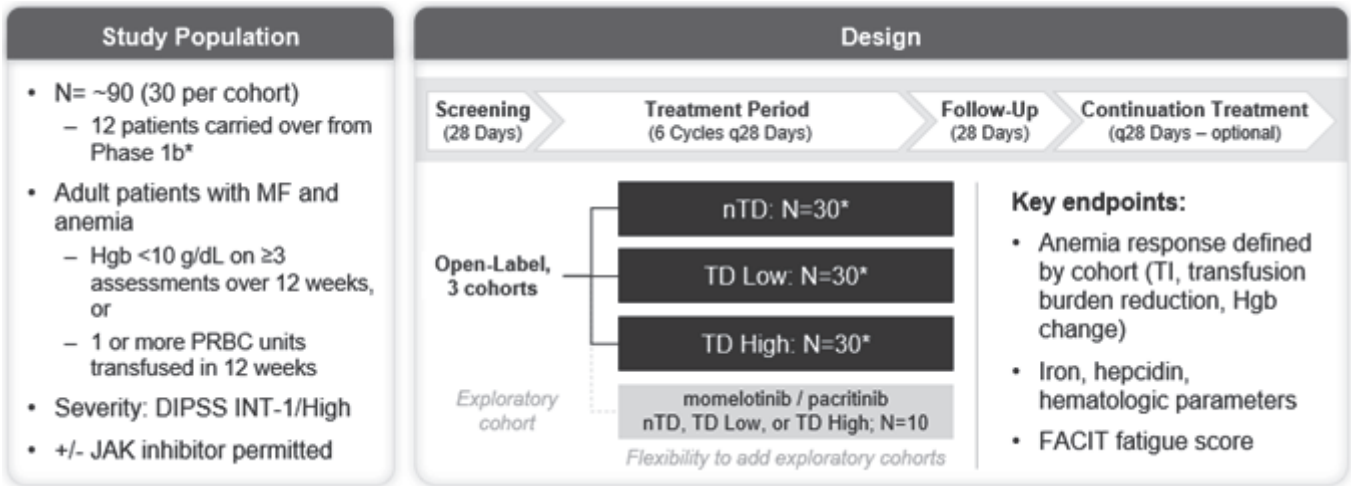 Study Population
• N= ~90 (30 per cohort)
– 12 patients carried over from
Phase 1b*
• Adult patients with MF and
anemia
– Hgb <10 g/dL on ≥3
assessments over 12 weeks,
or
– 1 or more PRBC units
transfused in 12 weeks
• Severity: DIPSS INT-1/High
• +/- JAK inhibitor permitted
Design
Screening
(28 Days)
Treatment Period
(6 Cycles q28 Days)
Follow-Up
(28 Days)
Continuation Treatment
(q28 Days – optional)
Open-Label,
3 cohorts
nTD: N=30*
TD Low: N=30*
TD High: N=30*
Exploratory
cohort
momelotinib / pacritinib
nTD, TD Low, or TD High; N=10
Flexibility to add exploratory cohorts
Key endpoints:
• Anemia response defined
by cohort (TI, transfusion
burden reduction, Hgb
change)
• Iron, hepcidin,
hematologic parameters
• FACIT fatigue score